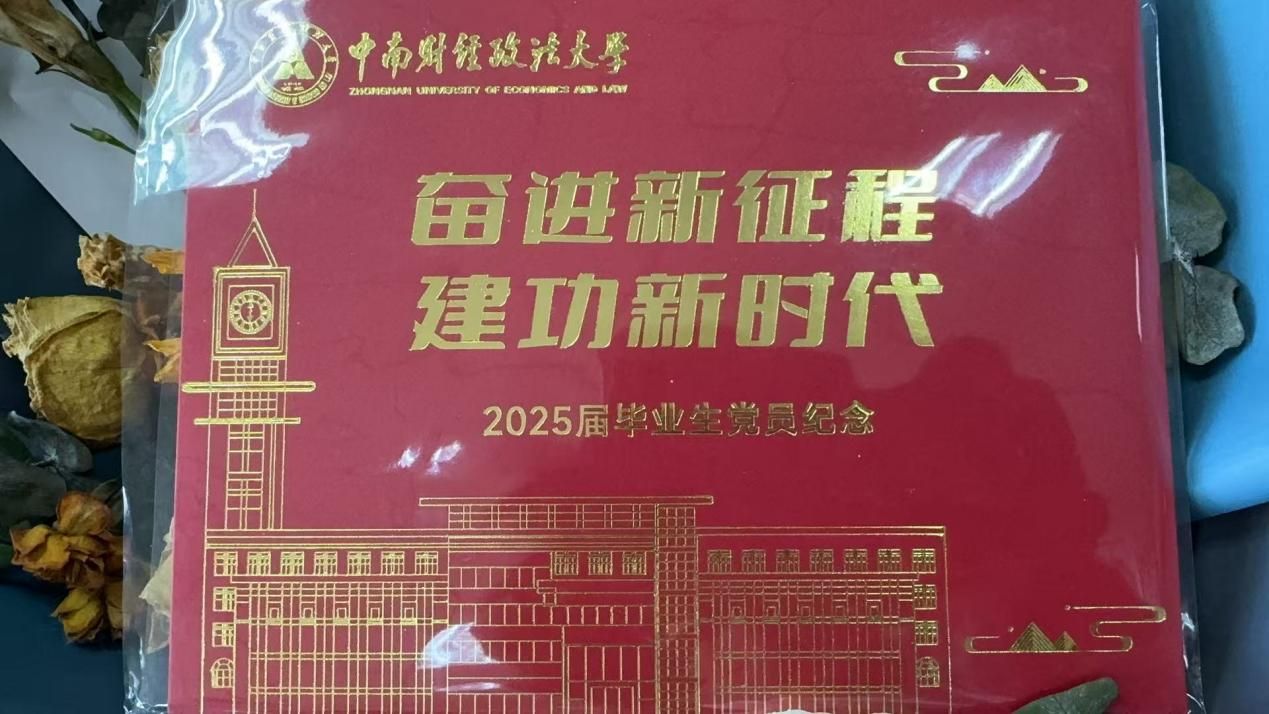 中南财经政法大学
ZHONGNAN UNIVERSITY OF ECONOMICS AND LAW
奋进新征程
建功新时代
2025届毕业生党员纪念